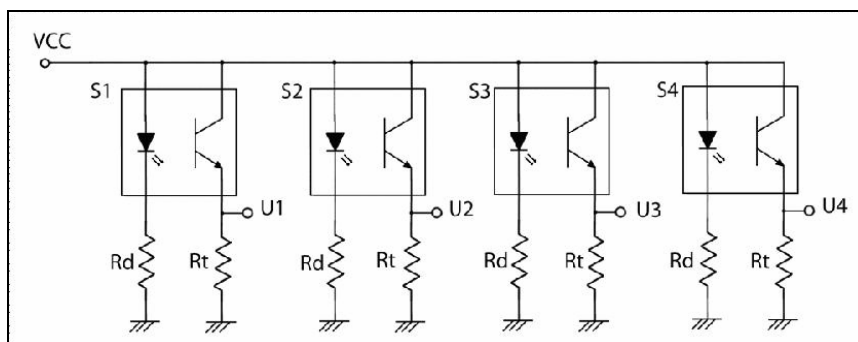 VCC
S1 S2 S3 S4
U1 U2 U3 U4
Rd Rt Rd Rt Rd Rt Rd Rt